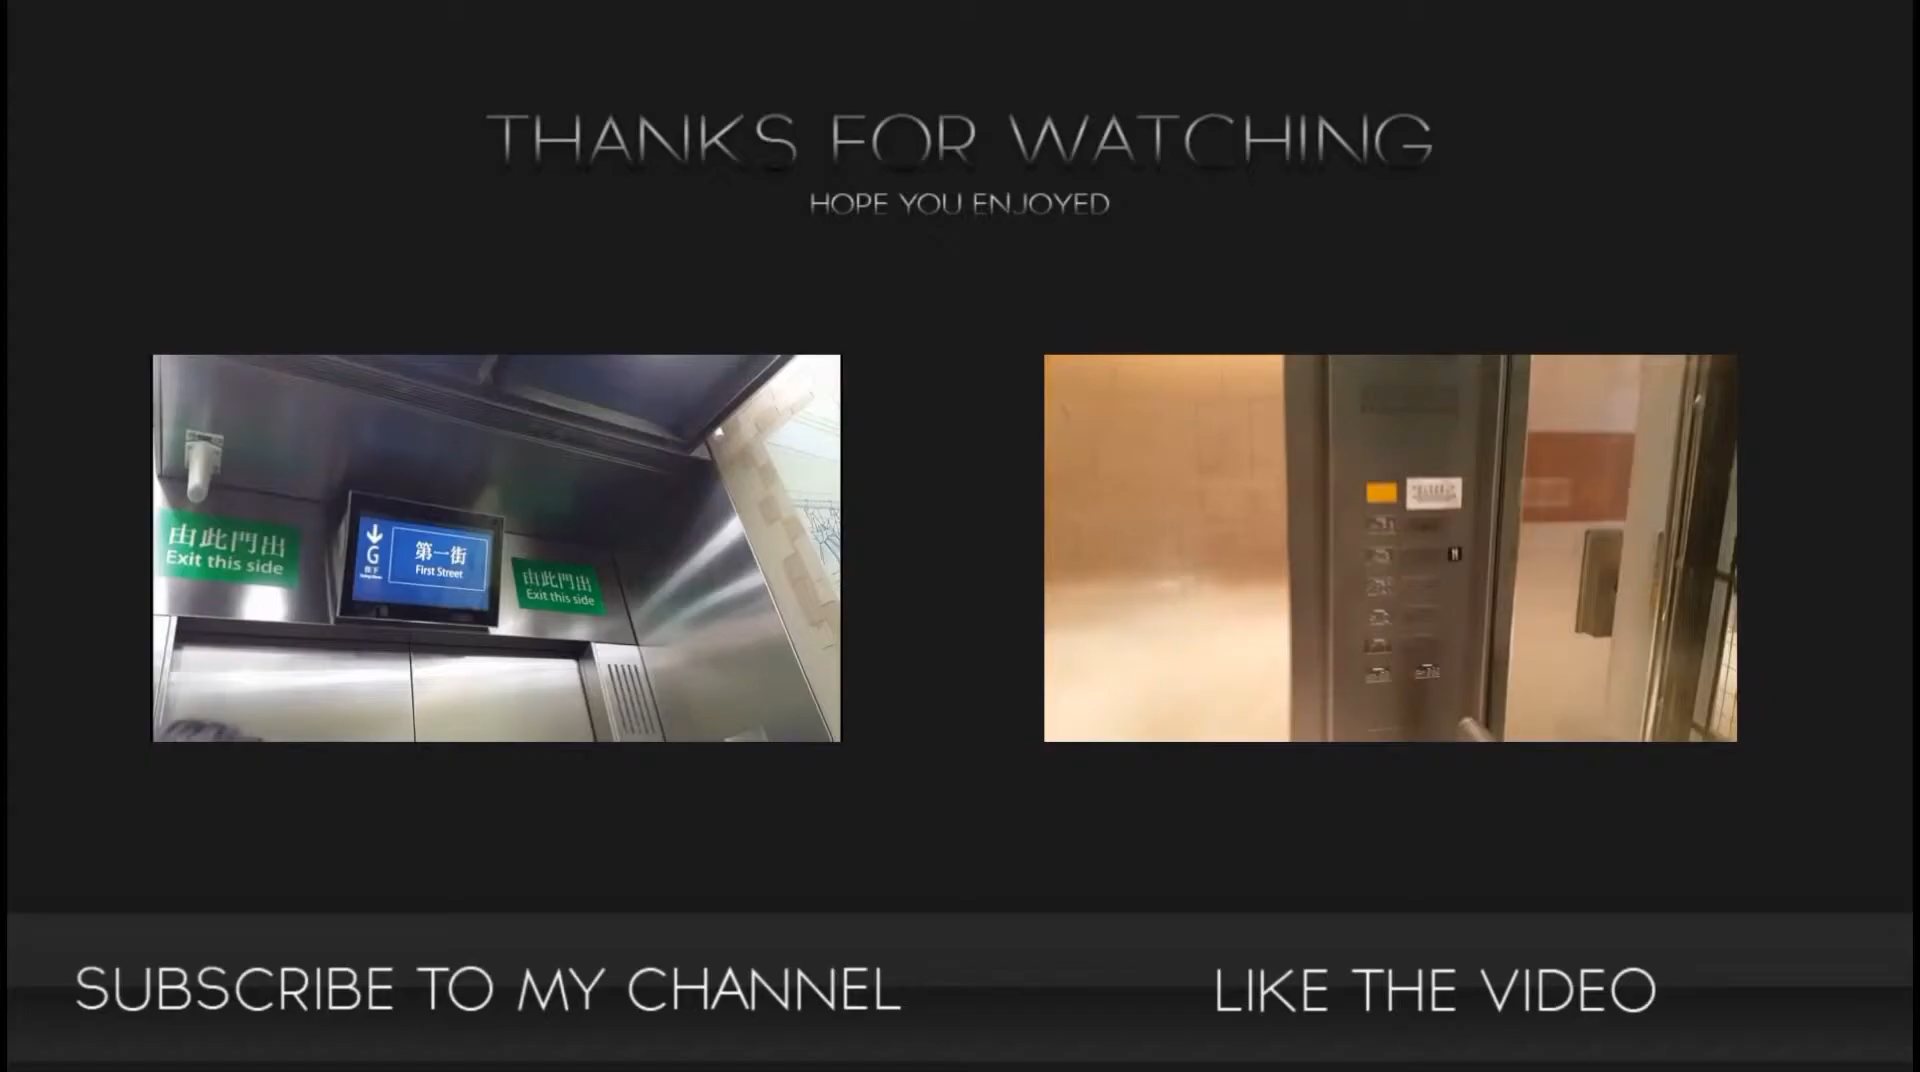 THANKS FOR WATCHING
HOPE YOU ENJOYED
由此門出
Exit this side
G
第一街
First Street
由此門出
Exit this side
SUBSCRIBE TO MY CHANNEL
LIKE THE VIDEO